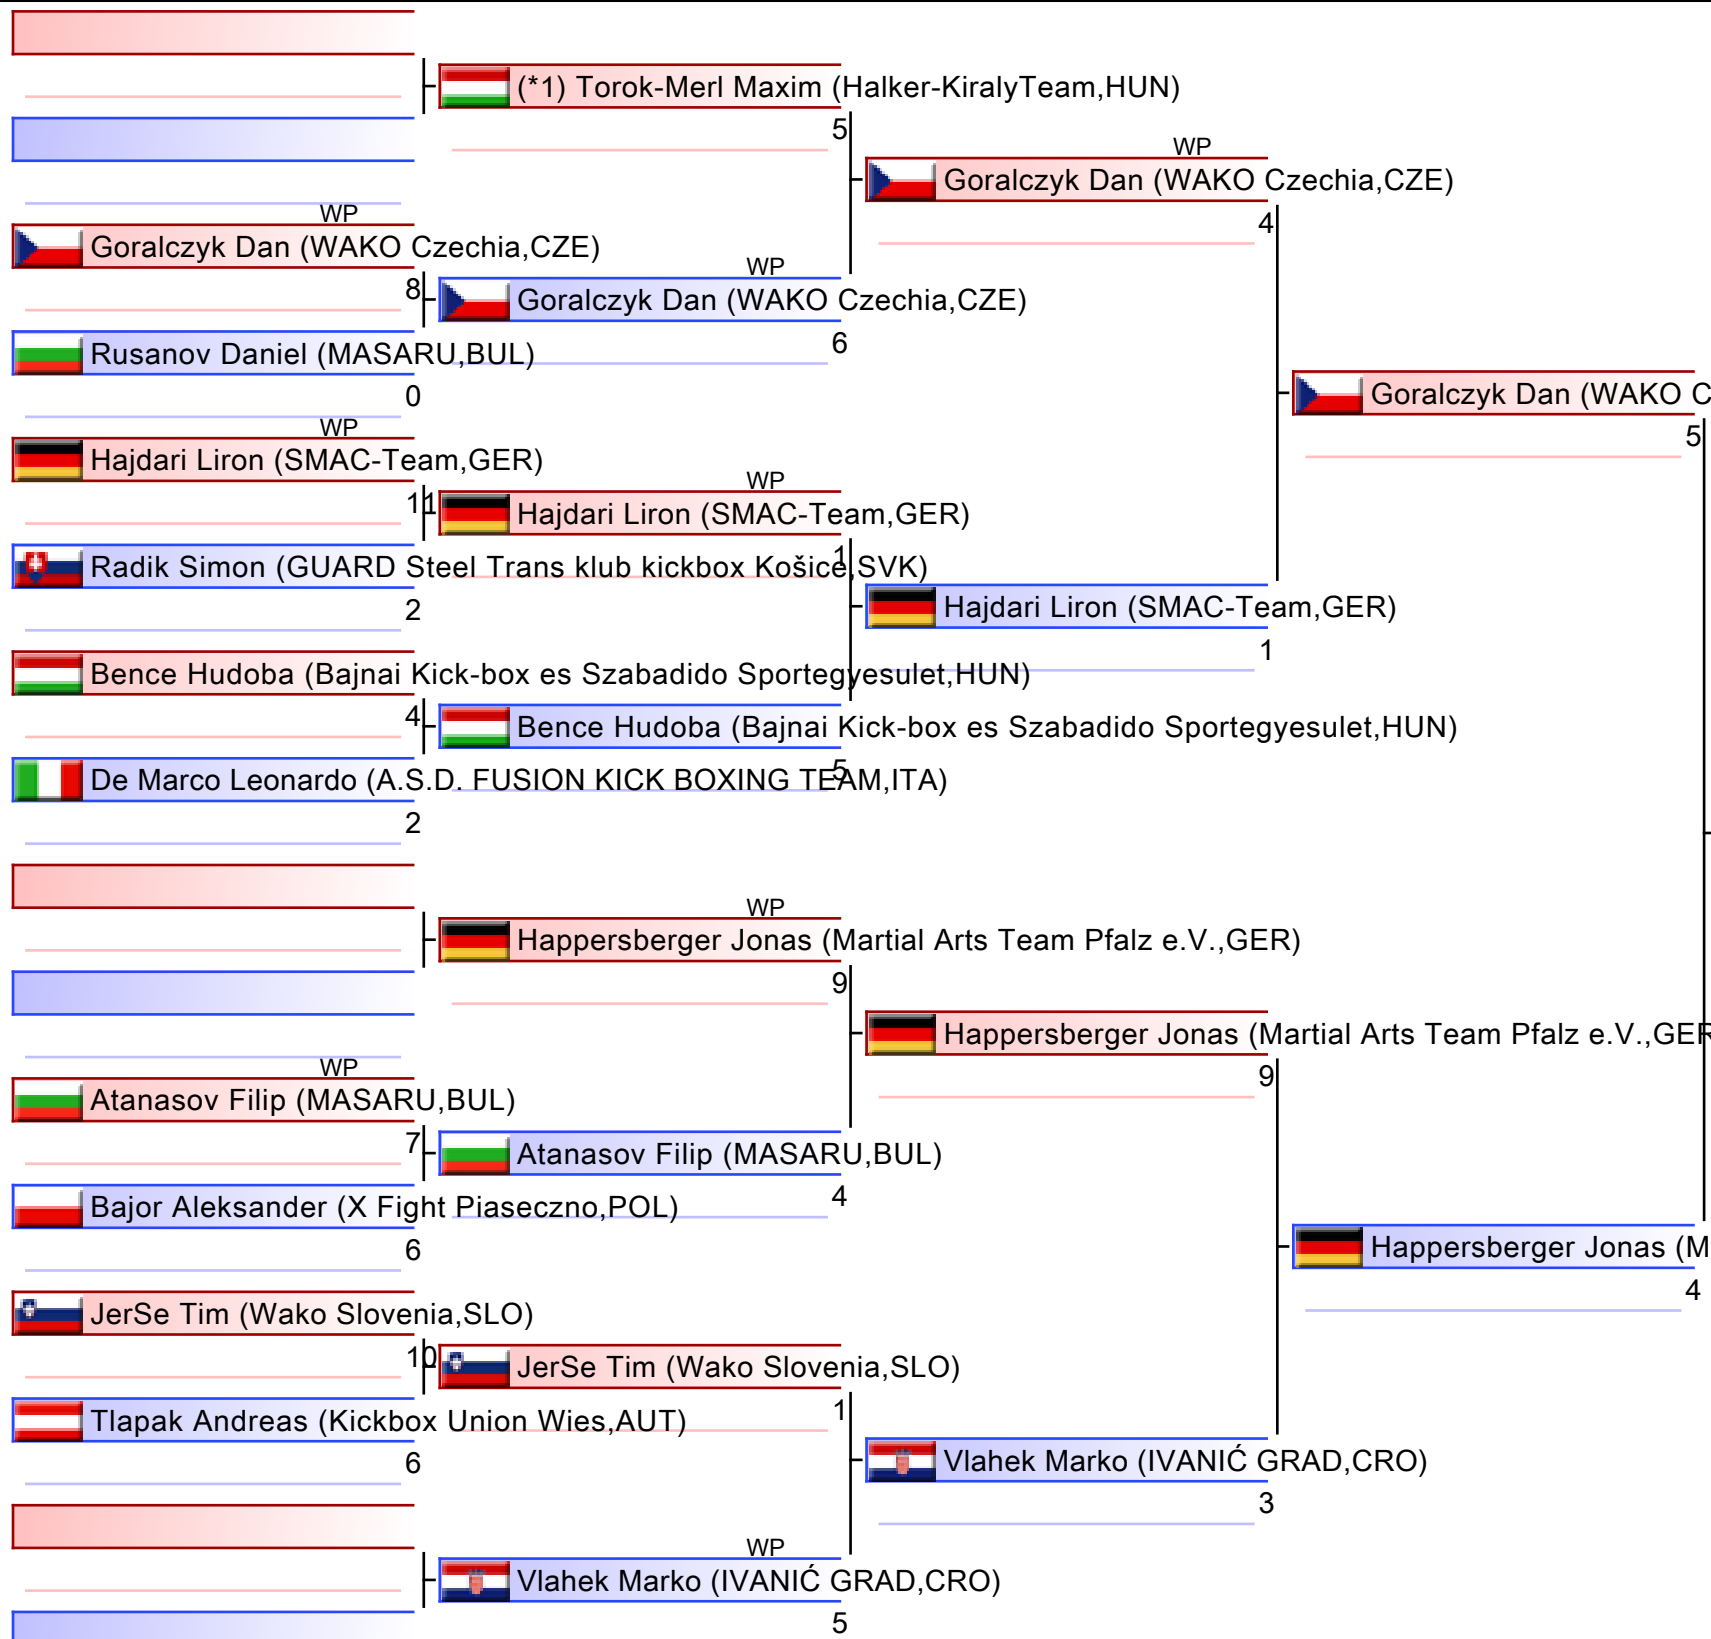 (*1) Torok-Merl Maxim (Halker-KiralyTeam,HUN)
5
WP
Goralczyk Dan (WAKO Czechia,CZE)
4
WP
Goralczyk Dan (WAKO Czechia,CZE)
8
WP
Goralczyk Dan (WAKO Czechia,CZE)
6
Rusanov Daniel (MASARU,BUL)
0
Goralczyk Dan (WAKO C
5
WP
Hajdari Liron (SMAC-Team,GER)
11
WP
Hajdari Liron (SMAC-Team,GER)
1
Radik Simon (GUARD Steel Trans klub kickbox Košice,SVK)
2
Hajdari Liron (SMAC-Team,GER)
1
Bence Hudoba (Bajnai Kick-box es Szabadido Sportegyesulet,HUN)
4
Bence Hudoba (Bajnai Kick-box es Szabadido Sportegyesulet,HUN)
5
De Marco Leonardo (A.S.D. FUSION KICK BOXING TEAM,ITA)
2
WP
Happersberger Jonas (Martial Arts Team Pfalz e.V.,GER)
9
Happersberger Jonas (Martial Arts Team Pfalz e.V.,GER
9
WP
Atanasov Filip (MASARU,BUL)
7
Atanasov Filip (MASARU,BUL)
4
Bajor Aleksander (X Fight Piaseczno,POL)
6
Happersberger Jonas (M
4
JerSe Tim (Wako Slovenia,SLO)
10
JerSe Tim (Wako Slovenia,SLO)
1
Tlapak Andreas (Kickbox Union Wies,AUT)
6
Vlahek Marko (IVANIĆ GRAD,CRO)
3
WP
Vlahek Marko (IVANIĆ GRAD,CRO)
5